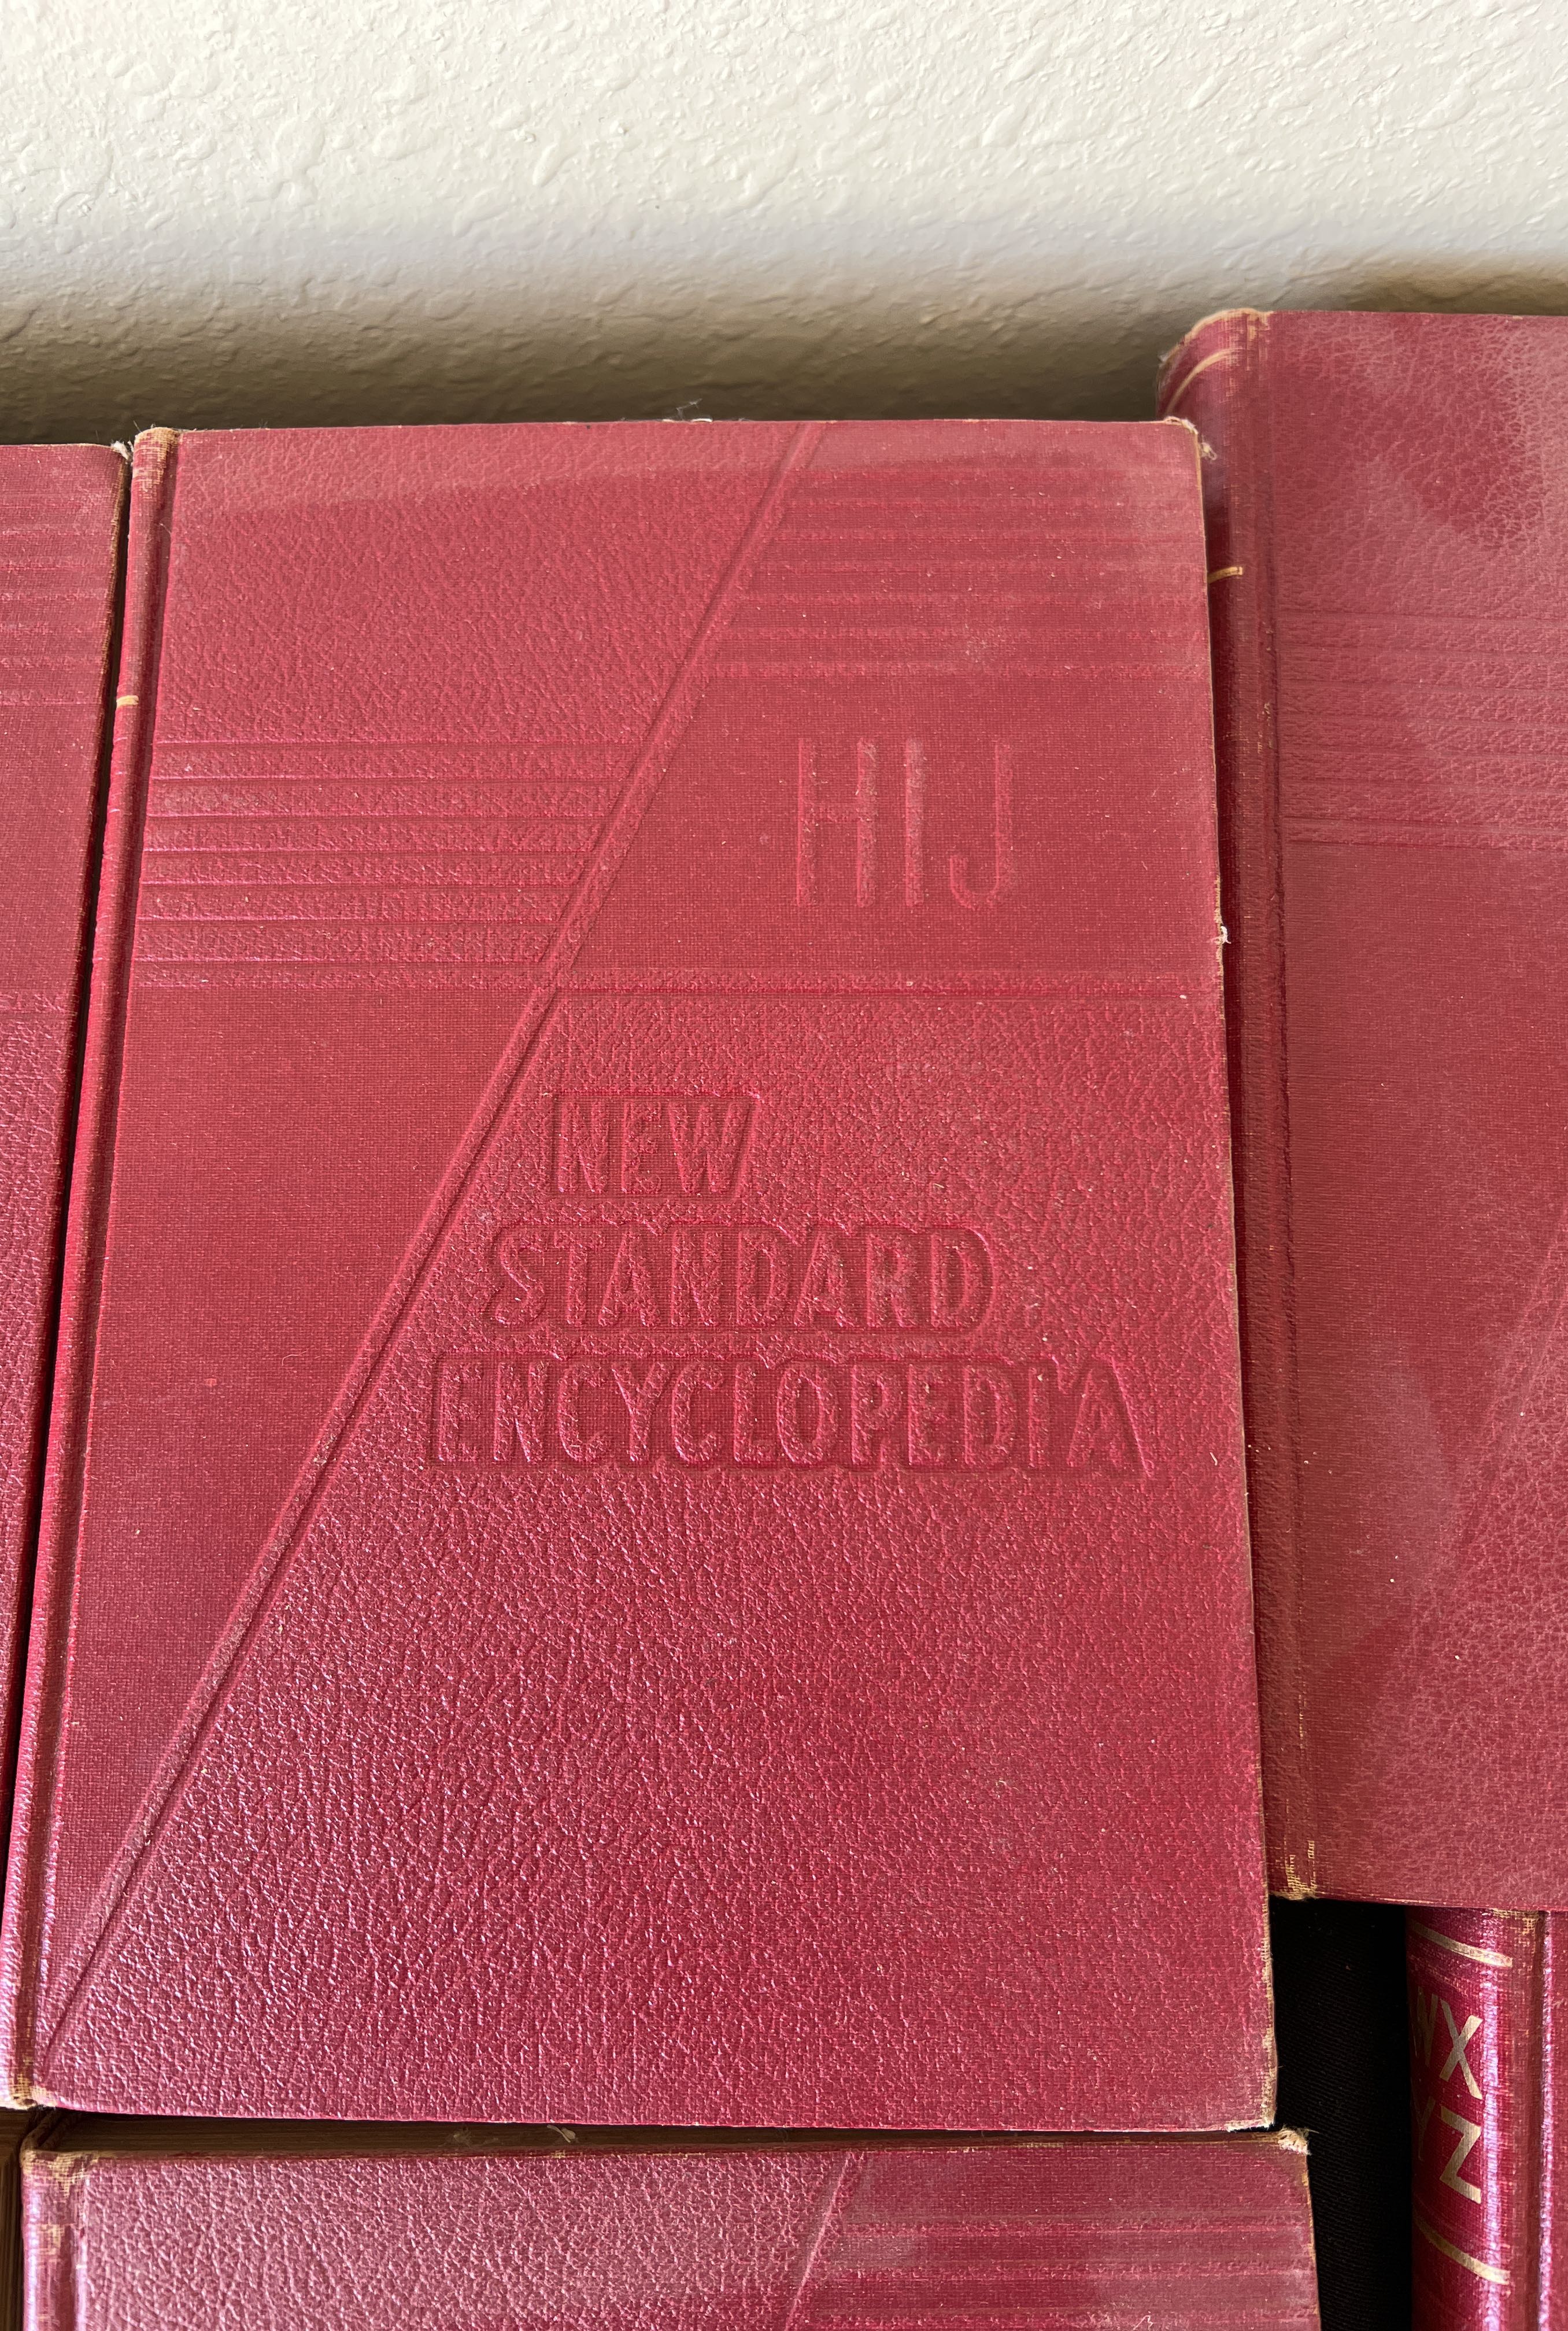 HIJ
NEW
STANDARD
ENCYCLOPEDIA
WX
YZ